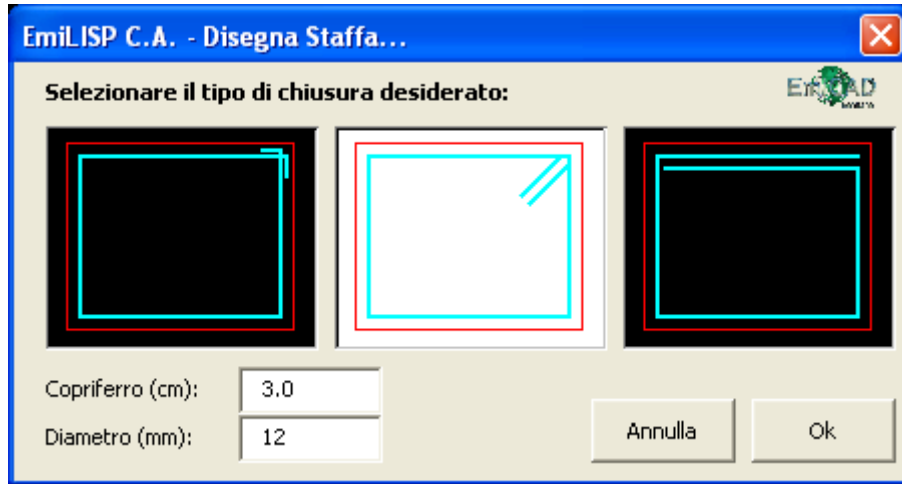 EmiLISP C.A. - Disegna Staffa...
Selezionare il tipo di chiusura desiderato:
Copriferro (cm): 3.0
Diametro (mm): 12
Annulla Ok